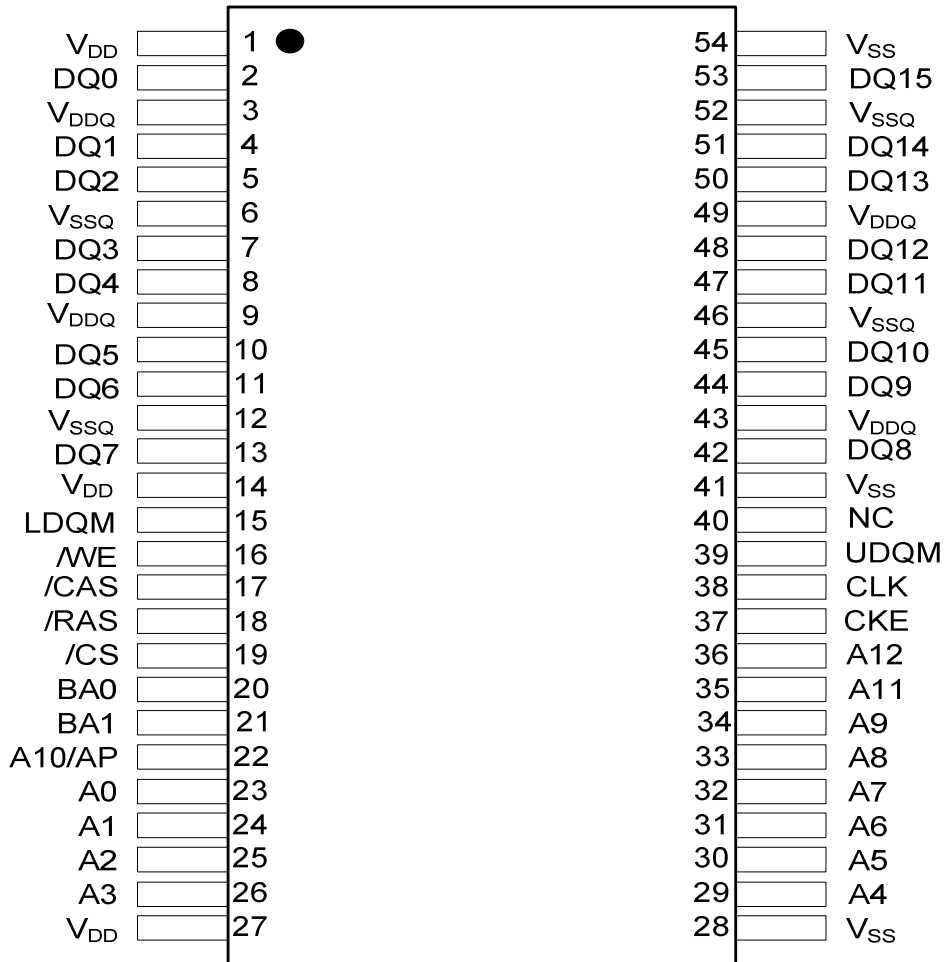 VDD 1 54 VSS
DQ0 2 53 DQ15
VDDQ 3 52 VSSQ
DQ1 4 51 DQ14
DQ2 5 50 DQ13
VSSQ 6 49 VDDQ
DQ3 7 48 DQ12
DQ4 8 47 DQ11
VDDQ 9 46 VSSQ
DQ5 10 45 DQ10
DQ6 11 44 DQ9
VSSQ 12 43 VDDQ
DQ7 13 42 DQ8
VDD 14 41 VSS
LDQM 15 40 NC
/WE 16 39 UDQM
/CAS 17 38 CLK
/RAS 18 37 CKE
/CS 19 36 A12
BA0 20 35 A11
BA1 21 34 A9
A10/AP 22 33 A8
A0 23 32 A7
A1 24 31 A6
A2 25 30 A5
A3 26 29 A4
VDD 27 28 VSS